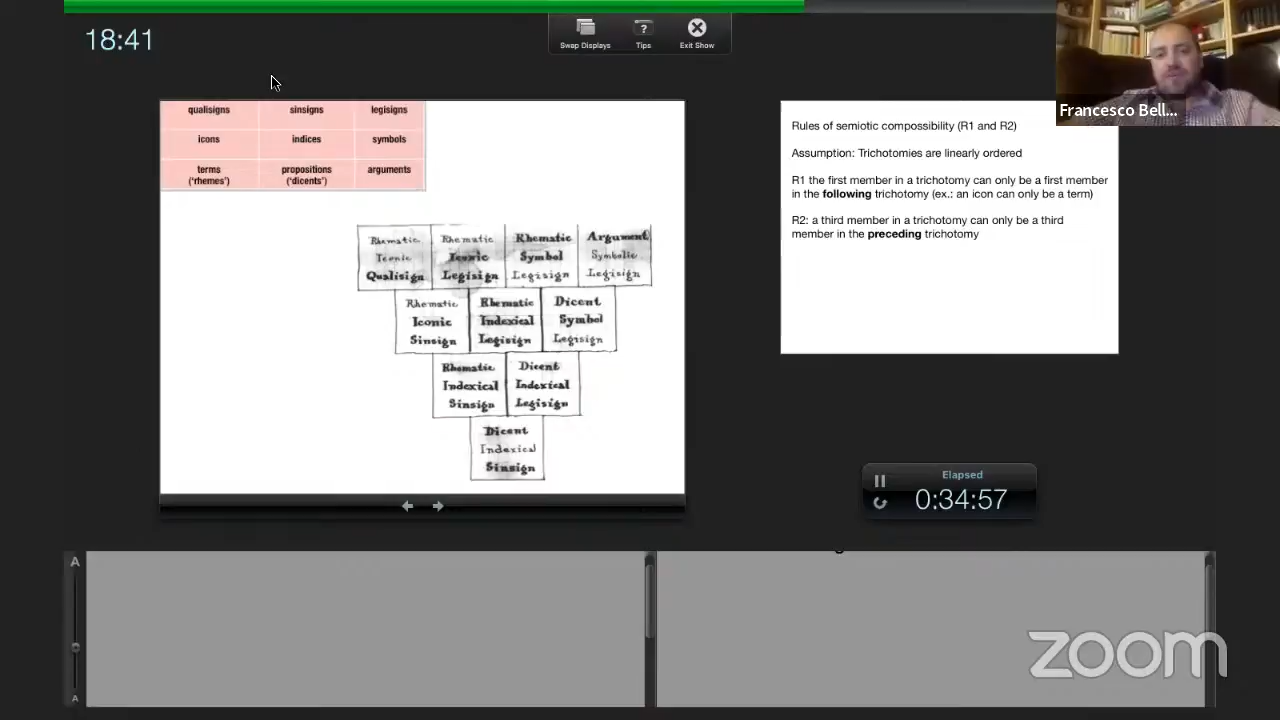 18:41
Swap Displays
Tips
Exit Show
Francesco Bell...
qualisigns sinsigns legisigns
icons indices symbols
terms propositions arguments
('rhemes') ('dicents')
Rhematic Rhematic Rhematic Argument
Iconic Iconic Symbol Symbolic
Qualisign Legisign Legisign Legisign
Rhematic Rhematic Dicent
Iconic Indexical Symbol
Sinsign Legisign Legisign
Rhematic Dicent
Indexical Indexical
Sinsign Legisign
Dicent
Indexical
Sinsign
Rules of semiotic compossibility (R1 and R2)
Assumption: Trichotomies are linearly ordered
R1 the first member in a trichotomy can only be a first member
in the following trichotomy (ex.: an icon can only be a term)
R2: a third member in a trichotomy can only be a third
member in the preceding trichotomy
Elapsed
0:34:57
A
A
zoom